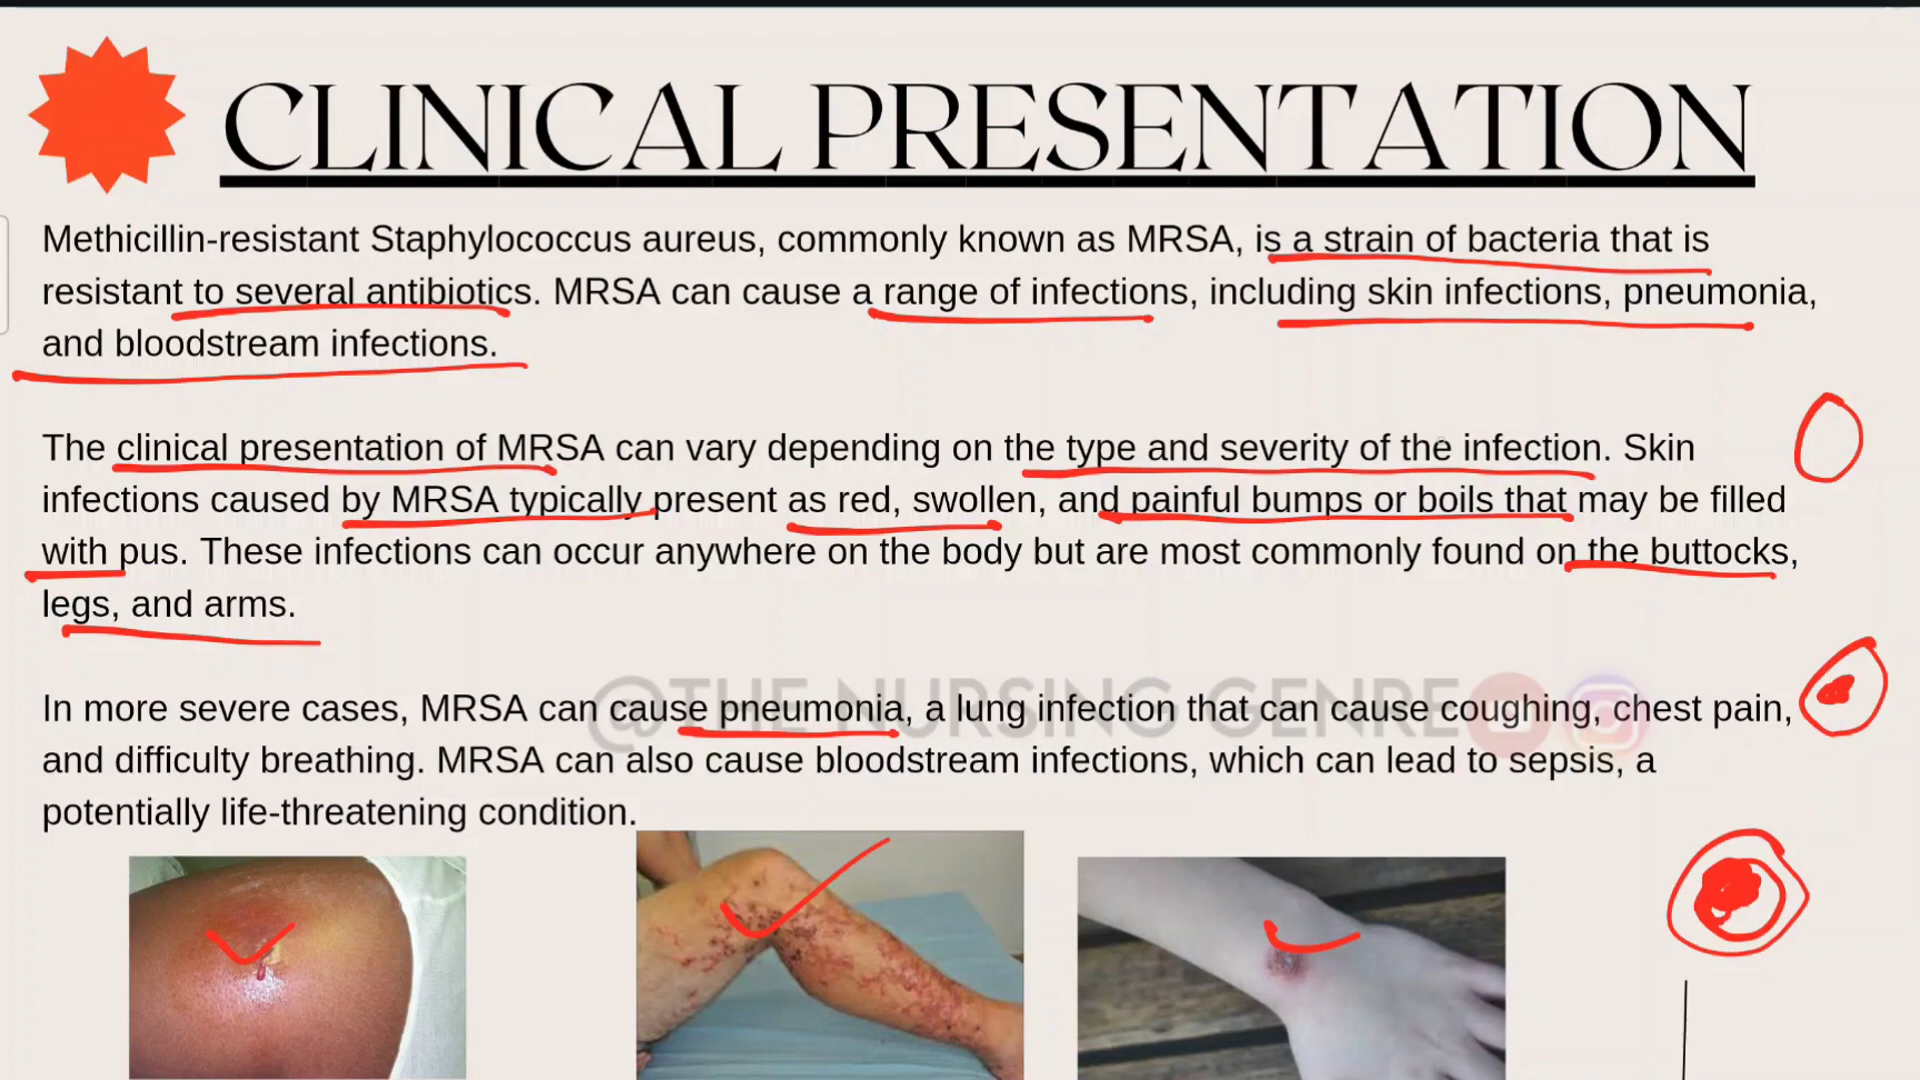 CLINICAL PRESENTATION
Methicillin-resistant Staphylococcus aureus, commonly known as MRSA, is a strain of bacteria that is
resistant to several antibiotics. MRSA can cause a range of infections, including skin infections, pneumonia,
and bloodstream infections.
The clinical presentation of MRSA can vary depending on the type and severity of the infection. Skin
infections caused by MRSA typically present as red, swollen, and painful bumps or boils that may be filled
with pus. These infections can occur anywhere on the body but are most commonly found on the buttocks,
legs, and arms.
@THE NURSING GENRE
In more severe cases, MRSA can cause pneumonia, a lung infection that can cause coughing, chest pain,
and difficulty breathing. MRSA can also cause bloodstream infections, which can lead to sepsis, a
potentially life-threatening condition.